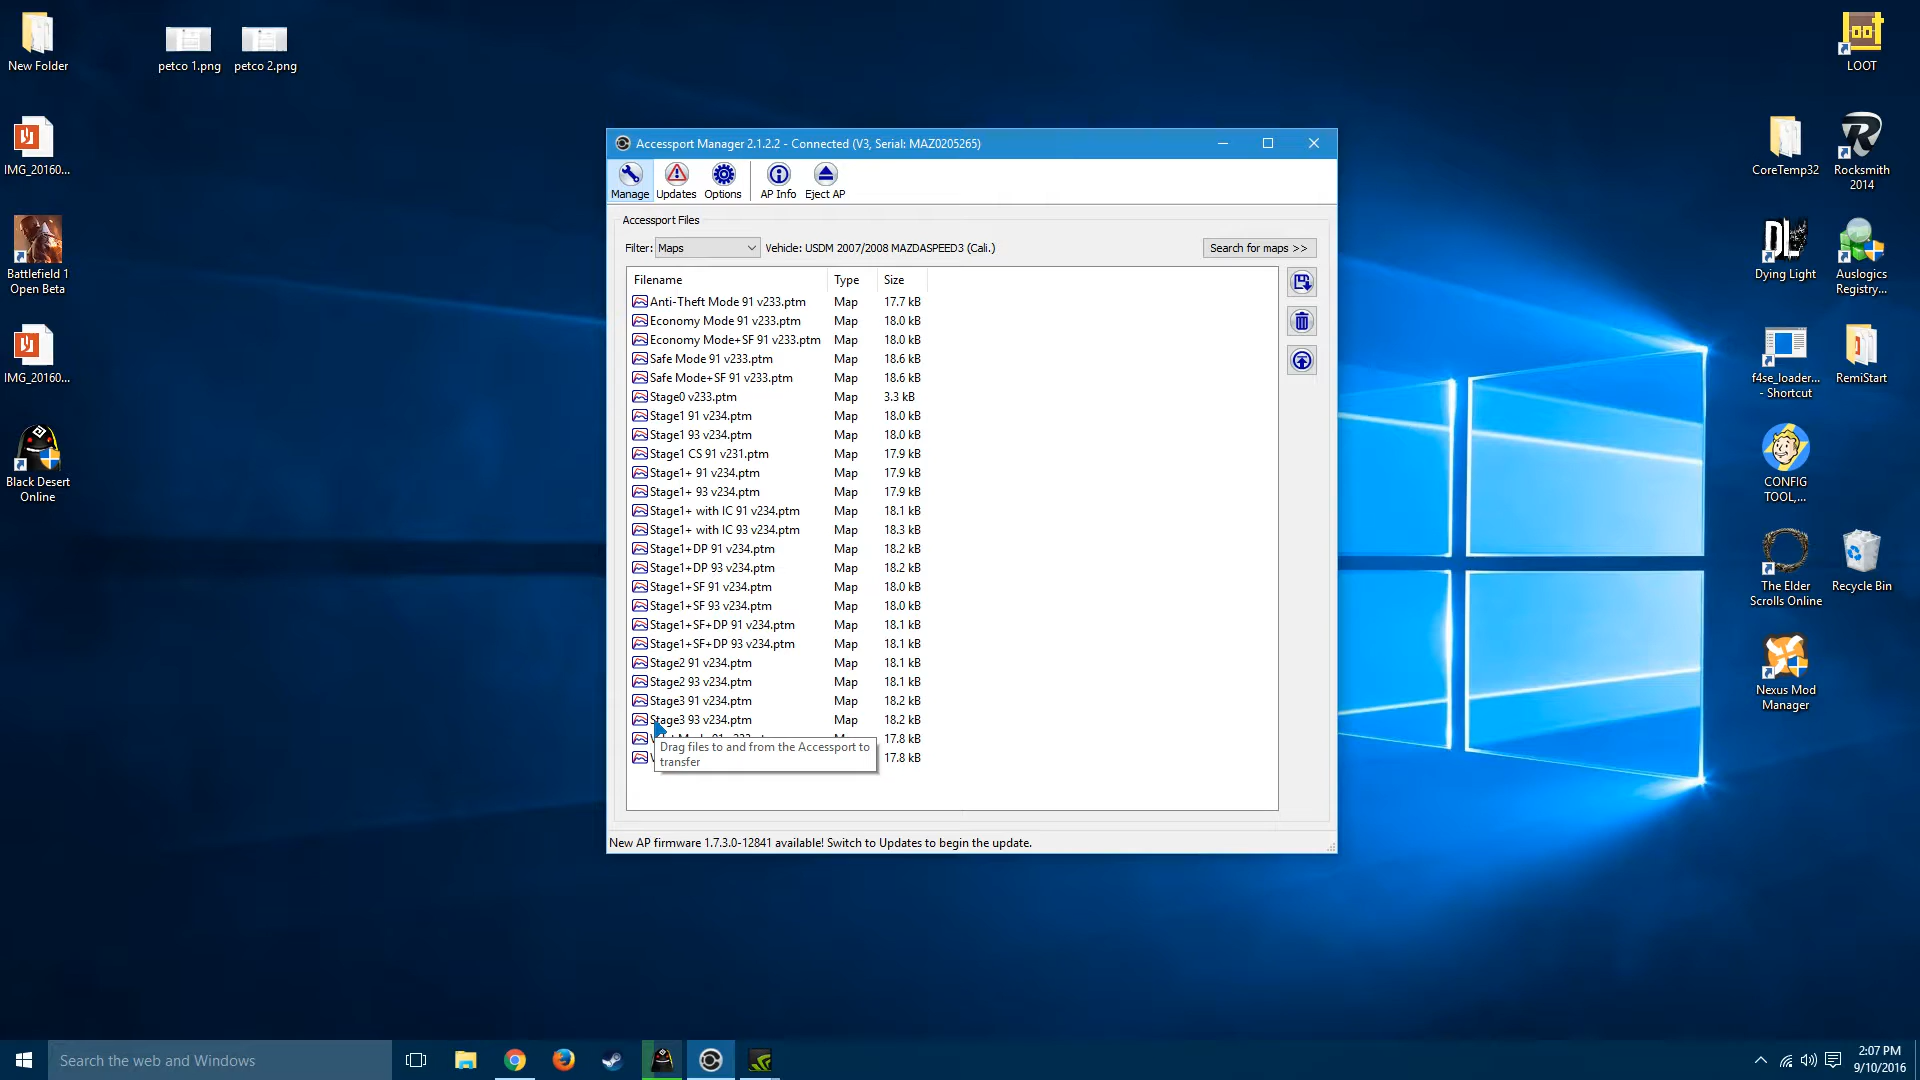 New Folder
petco 1.png
petco 2.png
IMG_20160...
Battlefield 1
Open Beta
IMG_20160...
Black Desert
Online
Accessport Manager 2.1.2.2 - Connected (V3, Serial: MAZ0205265)
Manage Updates Options AP Info Eject AP
Accessport Files
Filter: Maps Vehicle: USDM 2007/2008 MAZDASPEED3 (Cali.) Search for maps >>
Filename Type Size
Anti-Theft Mode 91 v233.ptm Map 17.7 kB
Economy Mode 91 v233.ptm Map 18.0 kB
Economy Mode+SF 91 v233.ptm Map 18.0 kB
Safe Mode 91 v233.ptm Map 18.6 kB
Safe Mode+SF 91 v233.ptm Map 18.6 kB
Stage0 v233.ptm Map 3.3 kB
Stage1 91 v234.ptm Map 18.0 kB
Stage1 93 v234.ptm Map 18.0 kB
Stage1 CS 91 v231.ptm Map 17.9 kB
Stage1+ 91 v234.ptm Map 17.9 kB
Stage1+ 93 v234.ptm Map 17.9 kB
Stage1+ with IC 91 v234.ptm Map 18.1 kB
Stage1+ with IC 93 v234.ptm Map 18.3 kB
Stage1+DP 91 v234.ptm Map 18.2 kB
Stage1+DP 93 v234.ptm Map 18.2 kB
Stage1+SF 91 v234.ptm Map 18.0 kB
Stage1+SF 93 v234.ptm Map 18.0 kB
Stage1+SF+DP 91 v234.ptm Map 18.1 kB
Stage1+SF+DP 93 v234.ptm Map 18.1 kB
Stage2 91 v234.ptm Map 18.1 kB
Stage2 93 v234.ptm Map 18.1 kB
Stage3 91 v234.ptm Map 18.2 kB
Stage3 93 v234.ptm Map 18.2 kB
17.8 kB
17.8 kB
Drag files to and from the Accessport to
transfer
New AP firmware 1.7.3.0-12841 available! Switch to Updates to begin the update.
LOOT
CoreTemp32
Rocksmith
2014
Dying Light
Auslogics
Registry...
f4se_loader...
- Shortcut
RemiStart
CONFIG
TOOL,...
The Elder
Scrolls Online
Recycle Bin
Nexus Mod
Manager
Search the web and Windows
2:07 PM
9/10/2016